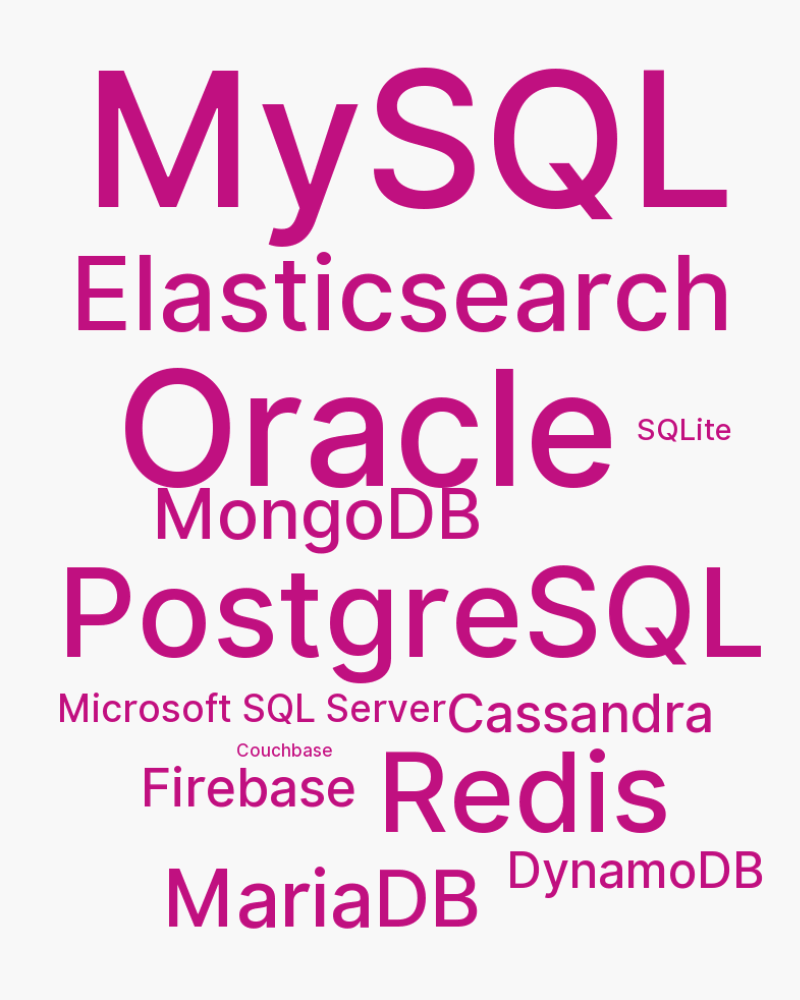 MySQL
Elasticsearch
Oracle
SQLite
MongoDB
PostgreSQL
Microsoft SQL Server
Cassandra
Couchbase
Firebase
Redis
DynamoDB
MariaDB